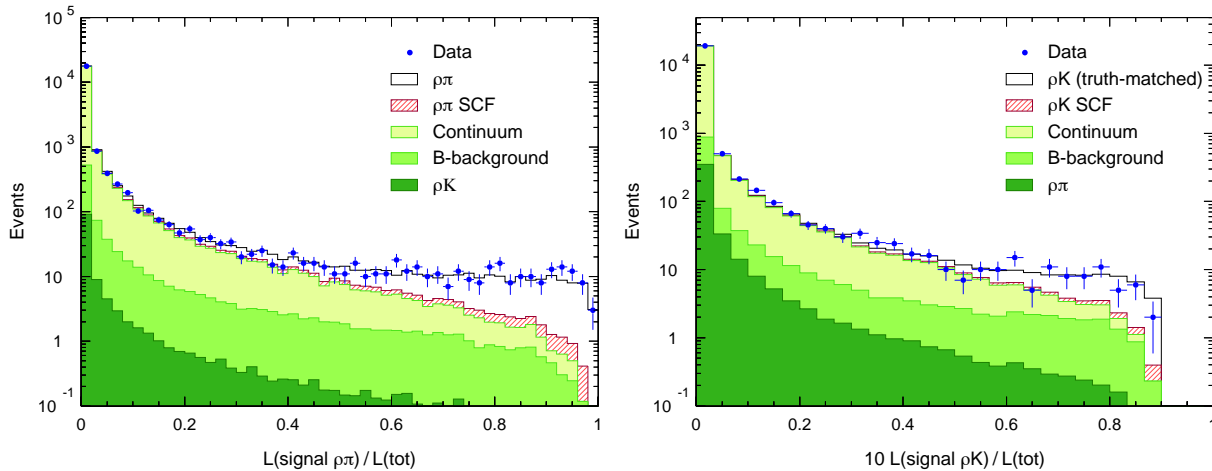 10 5
10 4
10 3
10 2
10
1
10 -1
0 0.2 0.4 0.6 0.8 1
Events
L(signal ρπ) / L(tot)
Data
ρπ
ρπ SCF
Continuum
B-background
ρK
10 4
10 3
10 2
10
1
10 -1
0 0.2 0.4 0.6 0.8 1
Events
10 L(signal ρK) / L(tot)
Data
ρK (truth-matched)
ρK SCF
Continuum
B-background
ρπ